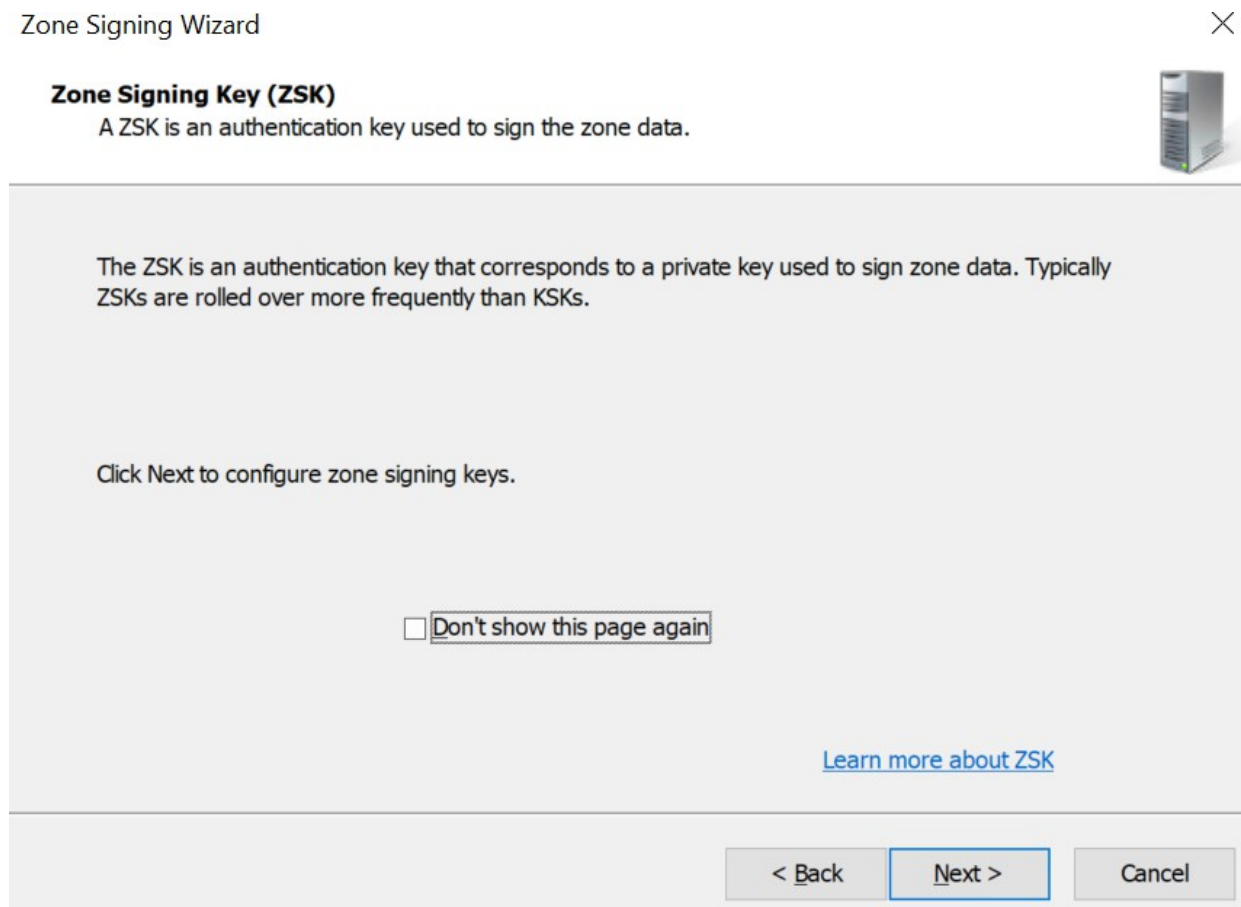 Zone Signing Wizard
Zone Signing Key (ZSK)
A ZSK is an authentication key used to sign the zone data.
The ZSK is an authentication key that corresponds to a private key used to sign zone data. Typically
ZSKs are rolled over more frequently than KSKs.
Click Next to configure zone signing keys.
Don't show this page again
Learn more about ZSK
< Back Next > Cancel